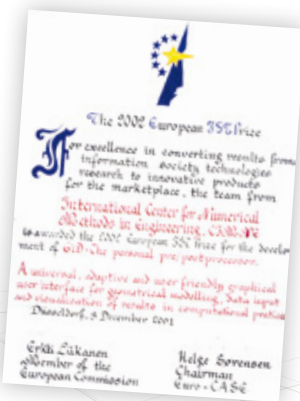 The 2002 European IST Prize
For excellence in converting results from
information society technologies
research to innovative products
for the marketplace, the team from
International Center for Numerical
Methods in Engineering, CIMNE
is awarded the 2002 European IST Prize for the develop-
ment of GiD-The personal pre/postprocessor.
A universal, adaptive and user friendly graphical
user interface for geometrical modelling, data input
and visualisation of results in computational
Düsseldorf, 3 December 2001
Erkki Liikanen
Member of the
European Commission
Helge Sorensen
Chairman
Euro-CASE